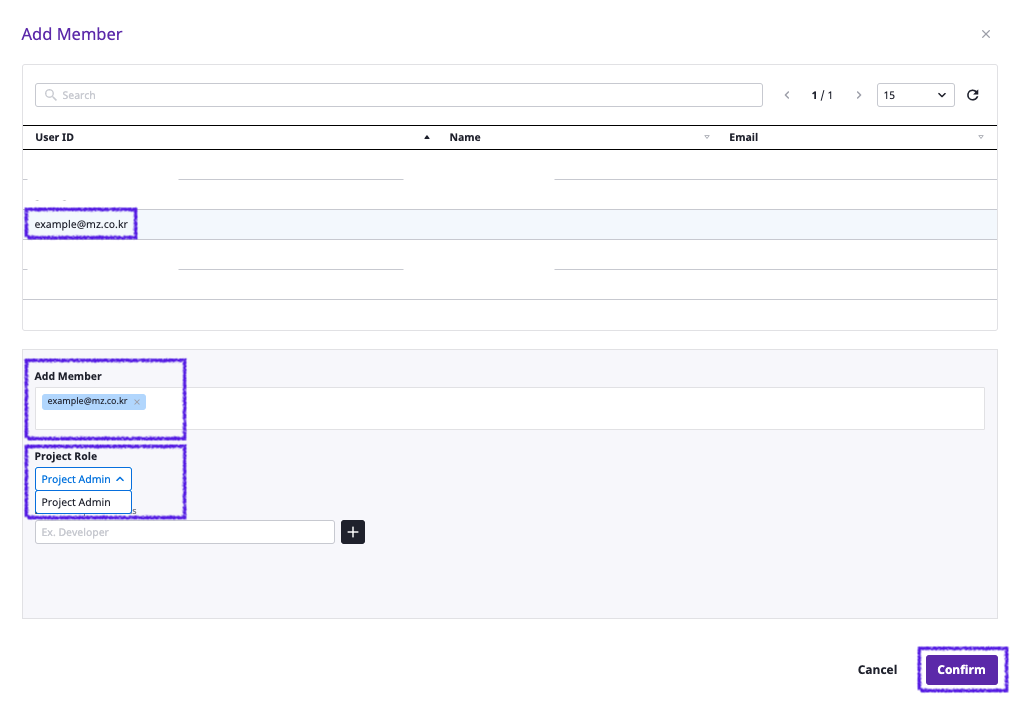 Add Member
Search
1 / 1
15
User ID Name Email
example@mz.co.kr
Add Member
example@mz.co.kr
Project Role
Project Admin
Project Admin
Ex. Developer
Cancel Confirm